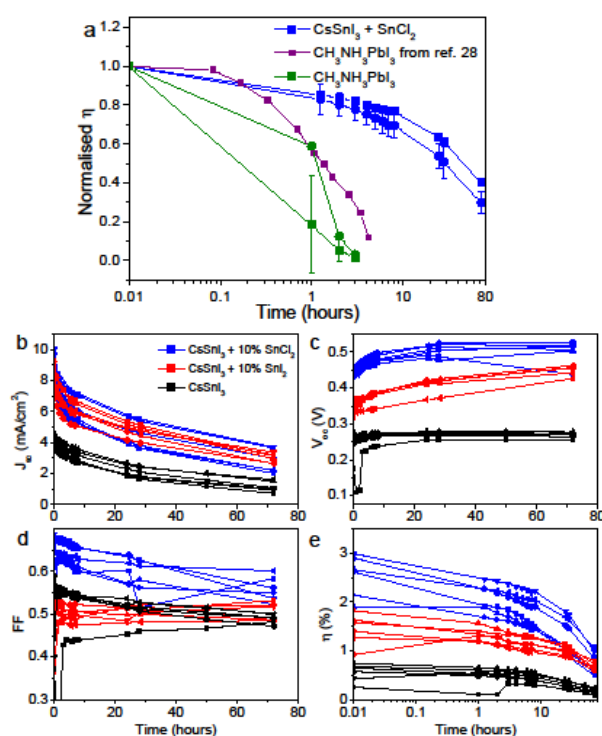 a
CsSnI₃ + SnCl₂
CH₃NH₃PbI₃ from ref. 28
CH₃NH₃PbI₃
Normalised η
1.4
1.2
1.0
0.8
0.6
0.4
0.2
0.0
0.01 0.1 1 10 80
Time (hours)
b
CsSnI₃ + 10% SnCl₂
CsSnI₃ + 10% SnI₂
CsSnI₃
J sc (mA/cm²)
10
8
6
4
2
0
0 20 40 60 80
c
V oc (V)
0.5
0.4
0.3
0.2
0.1
0 20 40 60 80
d
FF
0.6
0.5
0.4
0.3
0 20 40 60 80
Time (hours)
e
η (%)
3
2
1
0
0.01 0.1 1 10
Time (hours)